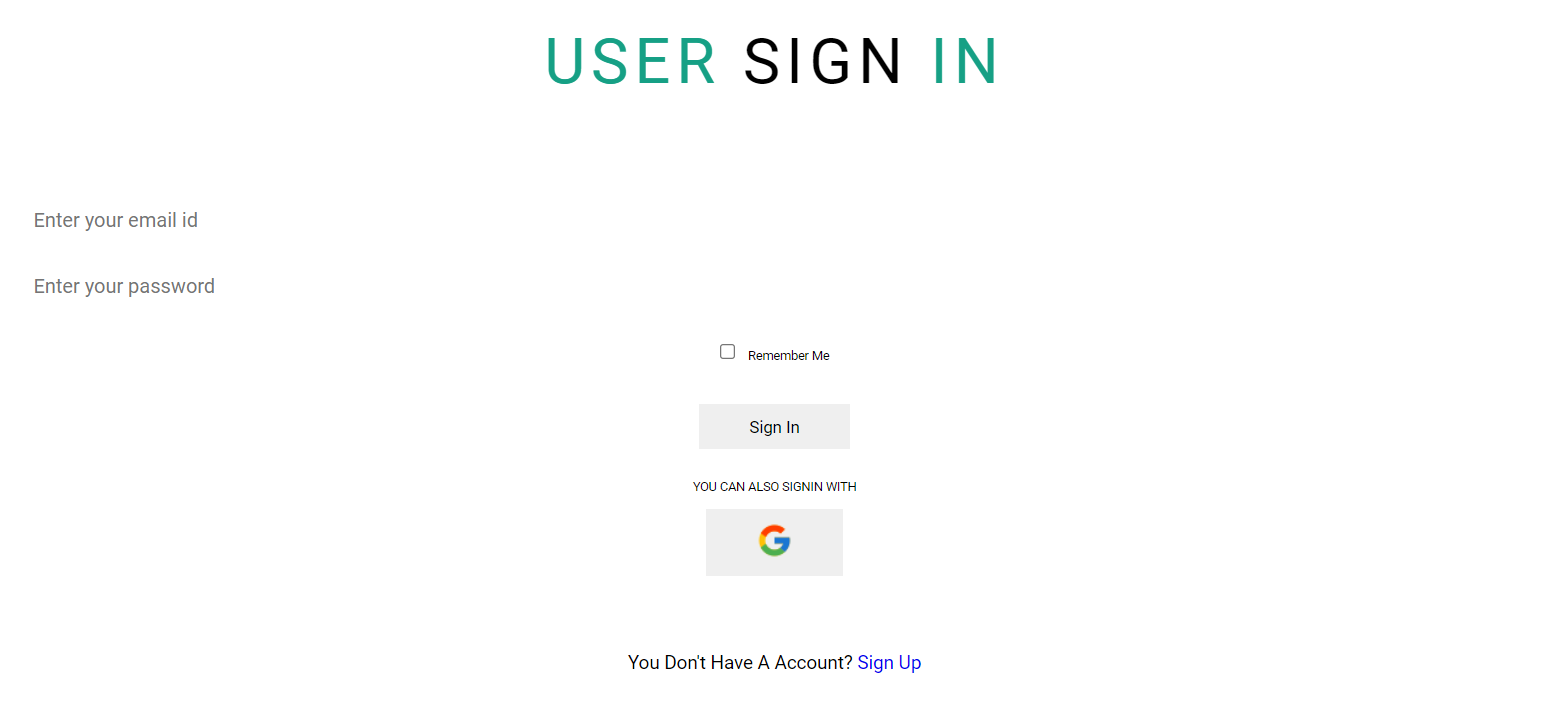 USER SIGN IN
Enter your email id
Enter your password
Remember Me
Sign In
YOU CAN ALSO SIGNIN WITH
You Don't Have A Account? Sign Up